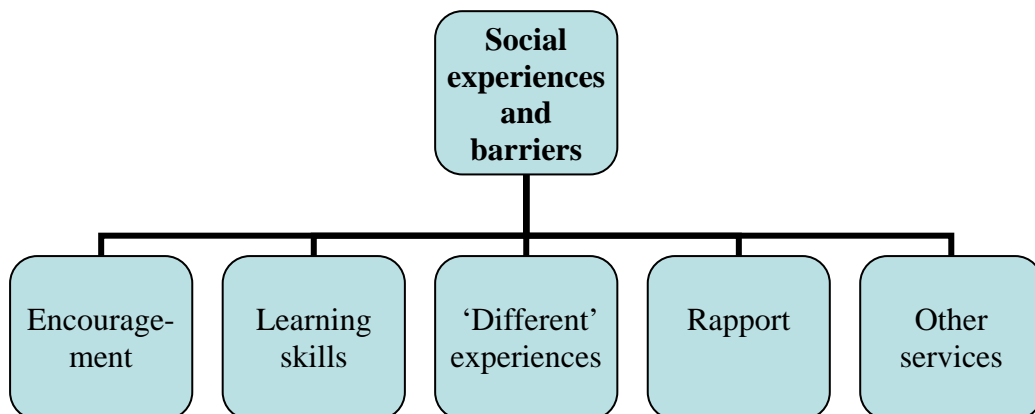 Social
experiences
and
barriers
Encourage-
ment
Learning
skills
‘Different’
experiences
Rapport
Other
services